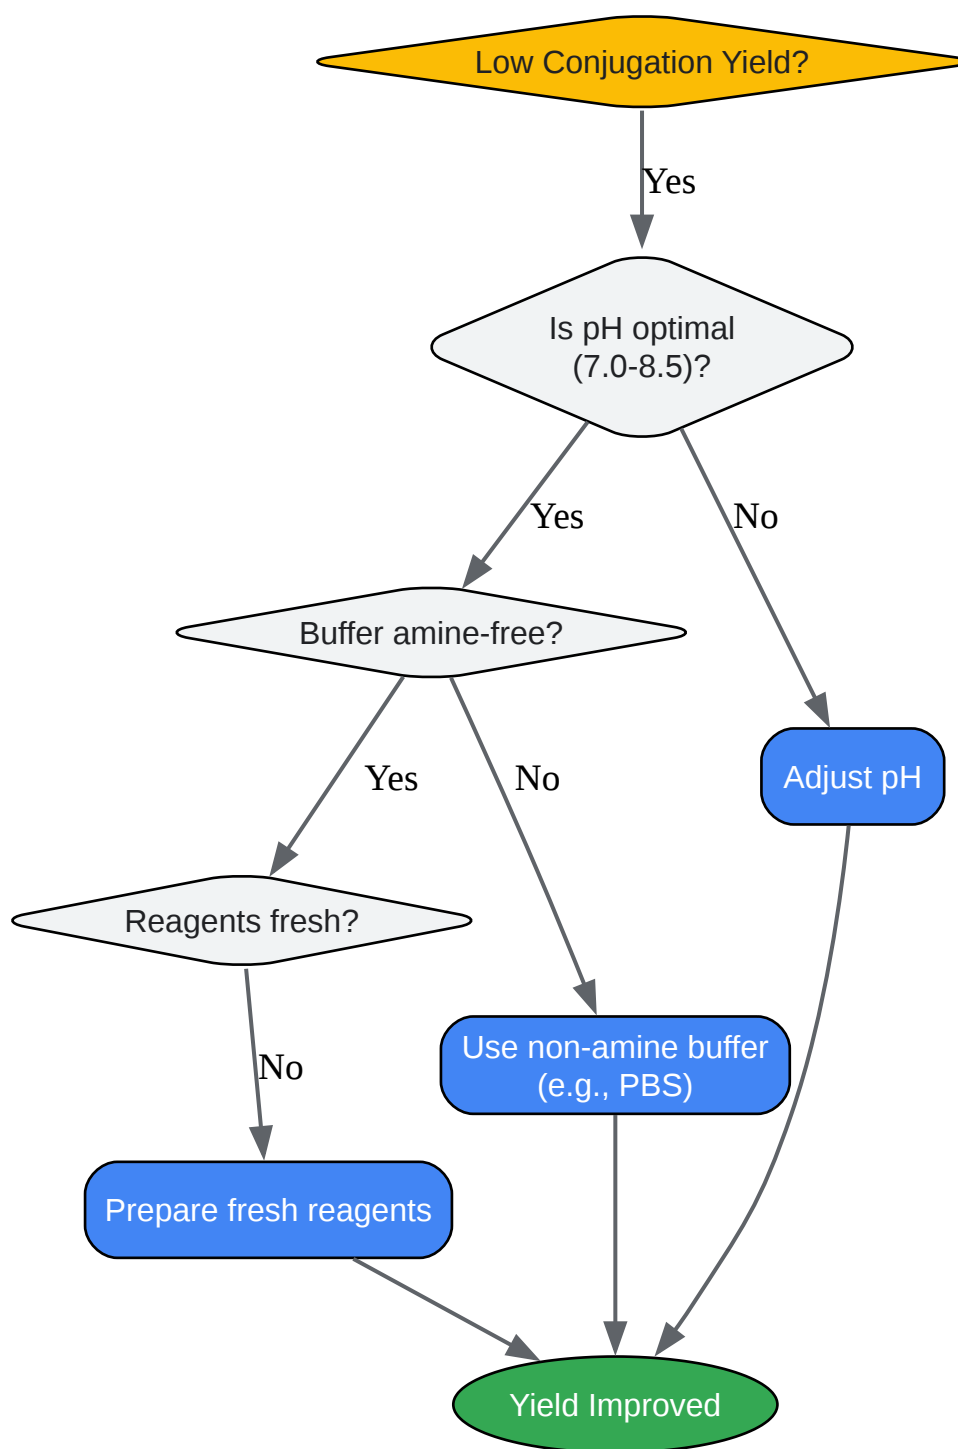 Low Conjugation Yield?
Yes
Is pH optimal
(7.0-8.5)?
Yes
No
Buffer amine-free?
Yes
No
Adjust pH
Reagents fresh?
No
Use non-amine buffer
(e.g., PBS)
Prepare fresh reagents
Yield Improved